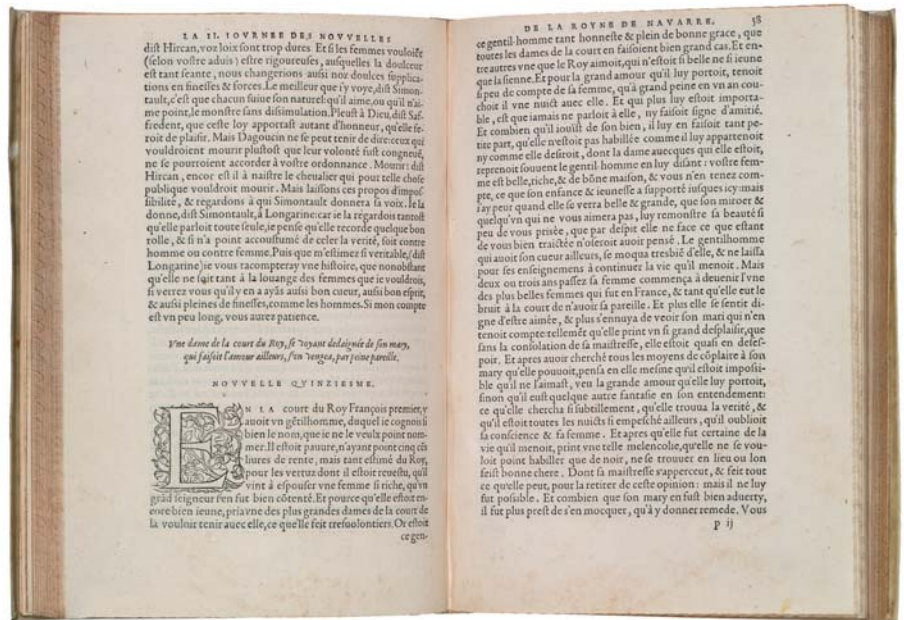 LA II. IOVRNEE DES NOVVELLES
dist Hircan, voz loix sont trop dures. Et si les femmes vouloiẽt
(selon vostre aduis) estre rigoureuses, ausquelles la douleur
est tant seante, nous changerions aussi noz doulces supplica-
tions en finesses & forces. Le meilleur que i'y voye, dist Simon-
tault, c'est que chacun suiue son naturel: qu'il aime, ou qu'il n'ai-
me point, le monstre sans dissimulation. Pleust à Dieu, dist Saf-
fredent, que ceste loy apportast autant d'honneur, qu'elle fe-
roit de plaisir. Mais Dagoucin ne se peut tenir de dire: ceux qui
vouldroient mourir plustost que leur volonté fust congneuë,
ne se pourroient accorder à vostre ordonnance. Mourir: dist
Hircan, encor est il à naistre le cheualier qui pour telle chose
publique vouldroit mourir. Mais laissons ces propos d'impos-
sibilité, & regardons à qui Simontault donnera sa voix. Ie la
donne, dist Simontault, à Longarine: car ie la regardois tantost
qu'elle parloit toute seule, ie pense qu'elle recorde quelque bon
rolle, & si n'a point accoustumé de celer la verité, soit contre
homme ou contre femme. Puis que m'estimez si veritable, (dist
Longarine) ie vous racompteray vne histoire, que nonobstant
qu'elle ne soit tant à la louange des femmes que ie vouldrois,
si verrez vous qu'il y en a ayãs aussi bon cueur, aussi bon esprit,
& aussi pleines de finesses, comme les hommes. Si mon compte
est vn peu long, vous aurez patience.
Vne dame de la court du Roy, se voyant dedaignée de son mary,
qui faisoit l'amour ailleurs, s'en vengea, par peine pareille.
NOVVELLE QVINZIESME.
EN LA court du Roy François premier, y
auoit vn gẽtilhomme, duquel ie cognois si
bien le nom, que ie ne le veulx point nom-
mer. Il estoit pauure, n'ayant point cinq cẽs
liures de rente, mais tant estimé du Roy,
pour les vertuz dont il estoit reuestu, qu'il
vint à espouser vne femme si riche, qu'vn
grãd seigneur s'en fut bien cõtenté. Et pource qu'elle estoit en-
core bien ieune, pria vne des plus grandes dames de la court de
la vouloir tenir auec elle, ce qu'elle feit tresuolontiers. Or estoit
ce gen-
DE LA ROYNE DE NAVARRE. 58
ce gentil-homme tant honneste & plein de bonne grace, que
toutes les dames de la court en faisoient bien grand cas. Et en-
tre autres vne que le Roy aimoit, qui n'estoit si belle ne si ieune
que la sienne. Et pour la grand amour qu'il luy portoit, tenoit
si peu de compte de sa femme, qu'à grand peine en vn an cou-
choit il vne nuict auec elle. Et qui plus luy estoit importa-
ble, est que iamais ne parloit à elle, ny faisoit signe d'amitié.
Et combien qu'il iouïst de son bien, il luy en faisoit tant pe-
tite part, qu'elle n'estoit pas habillée comme il luy appartenoit
ny comme elle desiroit, dont la dame auecques qui elle estoit,
reprenoit souuent le gentil-homme en luy disant: vostre fem-
me est belle, riche, & de bõne maison, & vous n'en tenez com-
pte, ce que son enfance & ieunesse a supporté iusques icy: mais
i'ay peur quand elle se verra belle & grande, que son miroer &
quelqu'vn qui ne vous aimera pas, luy remonstre sa beauté si
peu de vous prisée, que par despit elle ne face ce que estant
de vous bien traictée n'oseroit auoir pensé. Le gentilhomme
qui auoit son cueur ailleurs, se moqua tresbiẽ d'elle, & ne laissa
pour ses enseignemens à continuer la vie qu'il menoit. Mais
deux ou trois ans passez sa femme commença à deuenir l'vne
des plus belles femmes qui fut en France, & tant qu'elle eut le
bruit à la court de n'auoir sa pareille. Et plus elle se sentit di-
gne d'estre aimée, & plus s'ennuya de veoir son mari qui n'en
tenoit compte: tellemẽt qu'elle print vn si grand desplaisir, que
sans la consolation de sa maistresse, elle estoit quasi en deses-
poir. Et apres auoir cherché tous les moyens de cõplaire à son
mary qu'elle pouuoit, pensa en elle mesme qu'il estoit impossi-
ble qu'il ne l'aimast, veu la grande amour qu'elle luy portoit,
sinon qu'il eust quelque autre fantasie en son entendement:
ce qu'elle chercha si subtillement, qu'elle trouua la verité, &
qu'il estoit toutes les nuicts si empesché ailleurs, qu'il oublioit
sa conscience & sa femme. Et apres qu'elle fut certaine de la
vie qu'il menoit, print vne telle melencolie, qu'elle ne se vou-
loit point habiller que de noir, ne se trouuer en lieu ou lon
feist bonne chere. Dont sa maistresse s'apperceut, & feit tout
ce qu'elle peut, pour la retirer de ceste opinion: mais il ne luy
fut possible. Et combien que son mary en fust bien aduerty,
il fut plus prest de s'en mocquer, qu'à y donner remede. Vous
P ij